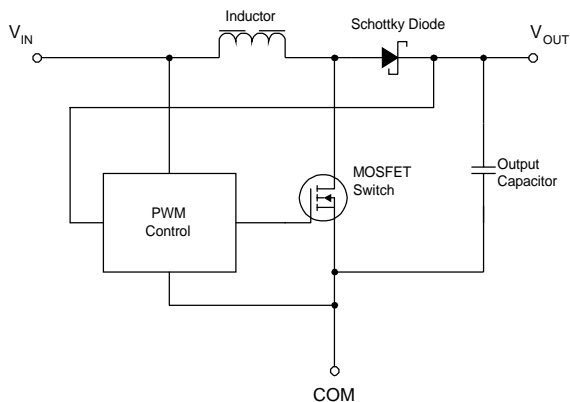 Inductor
Schottky Diode
VIN
VOUT
MOSFET
Switch
Output
Capacitor
PWM
Control
COM